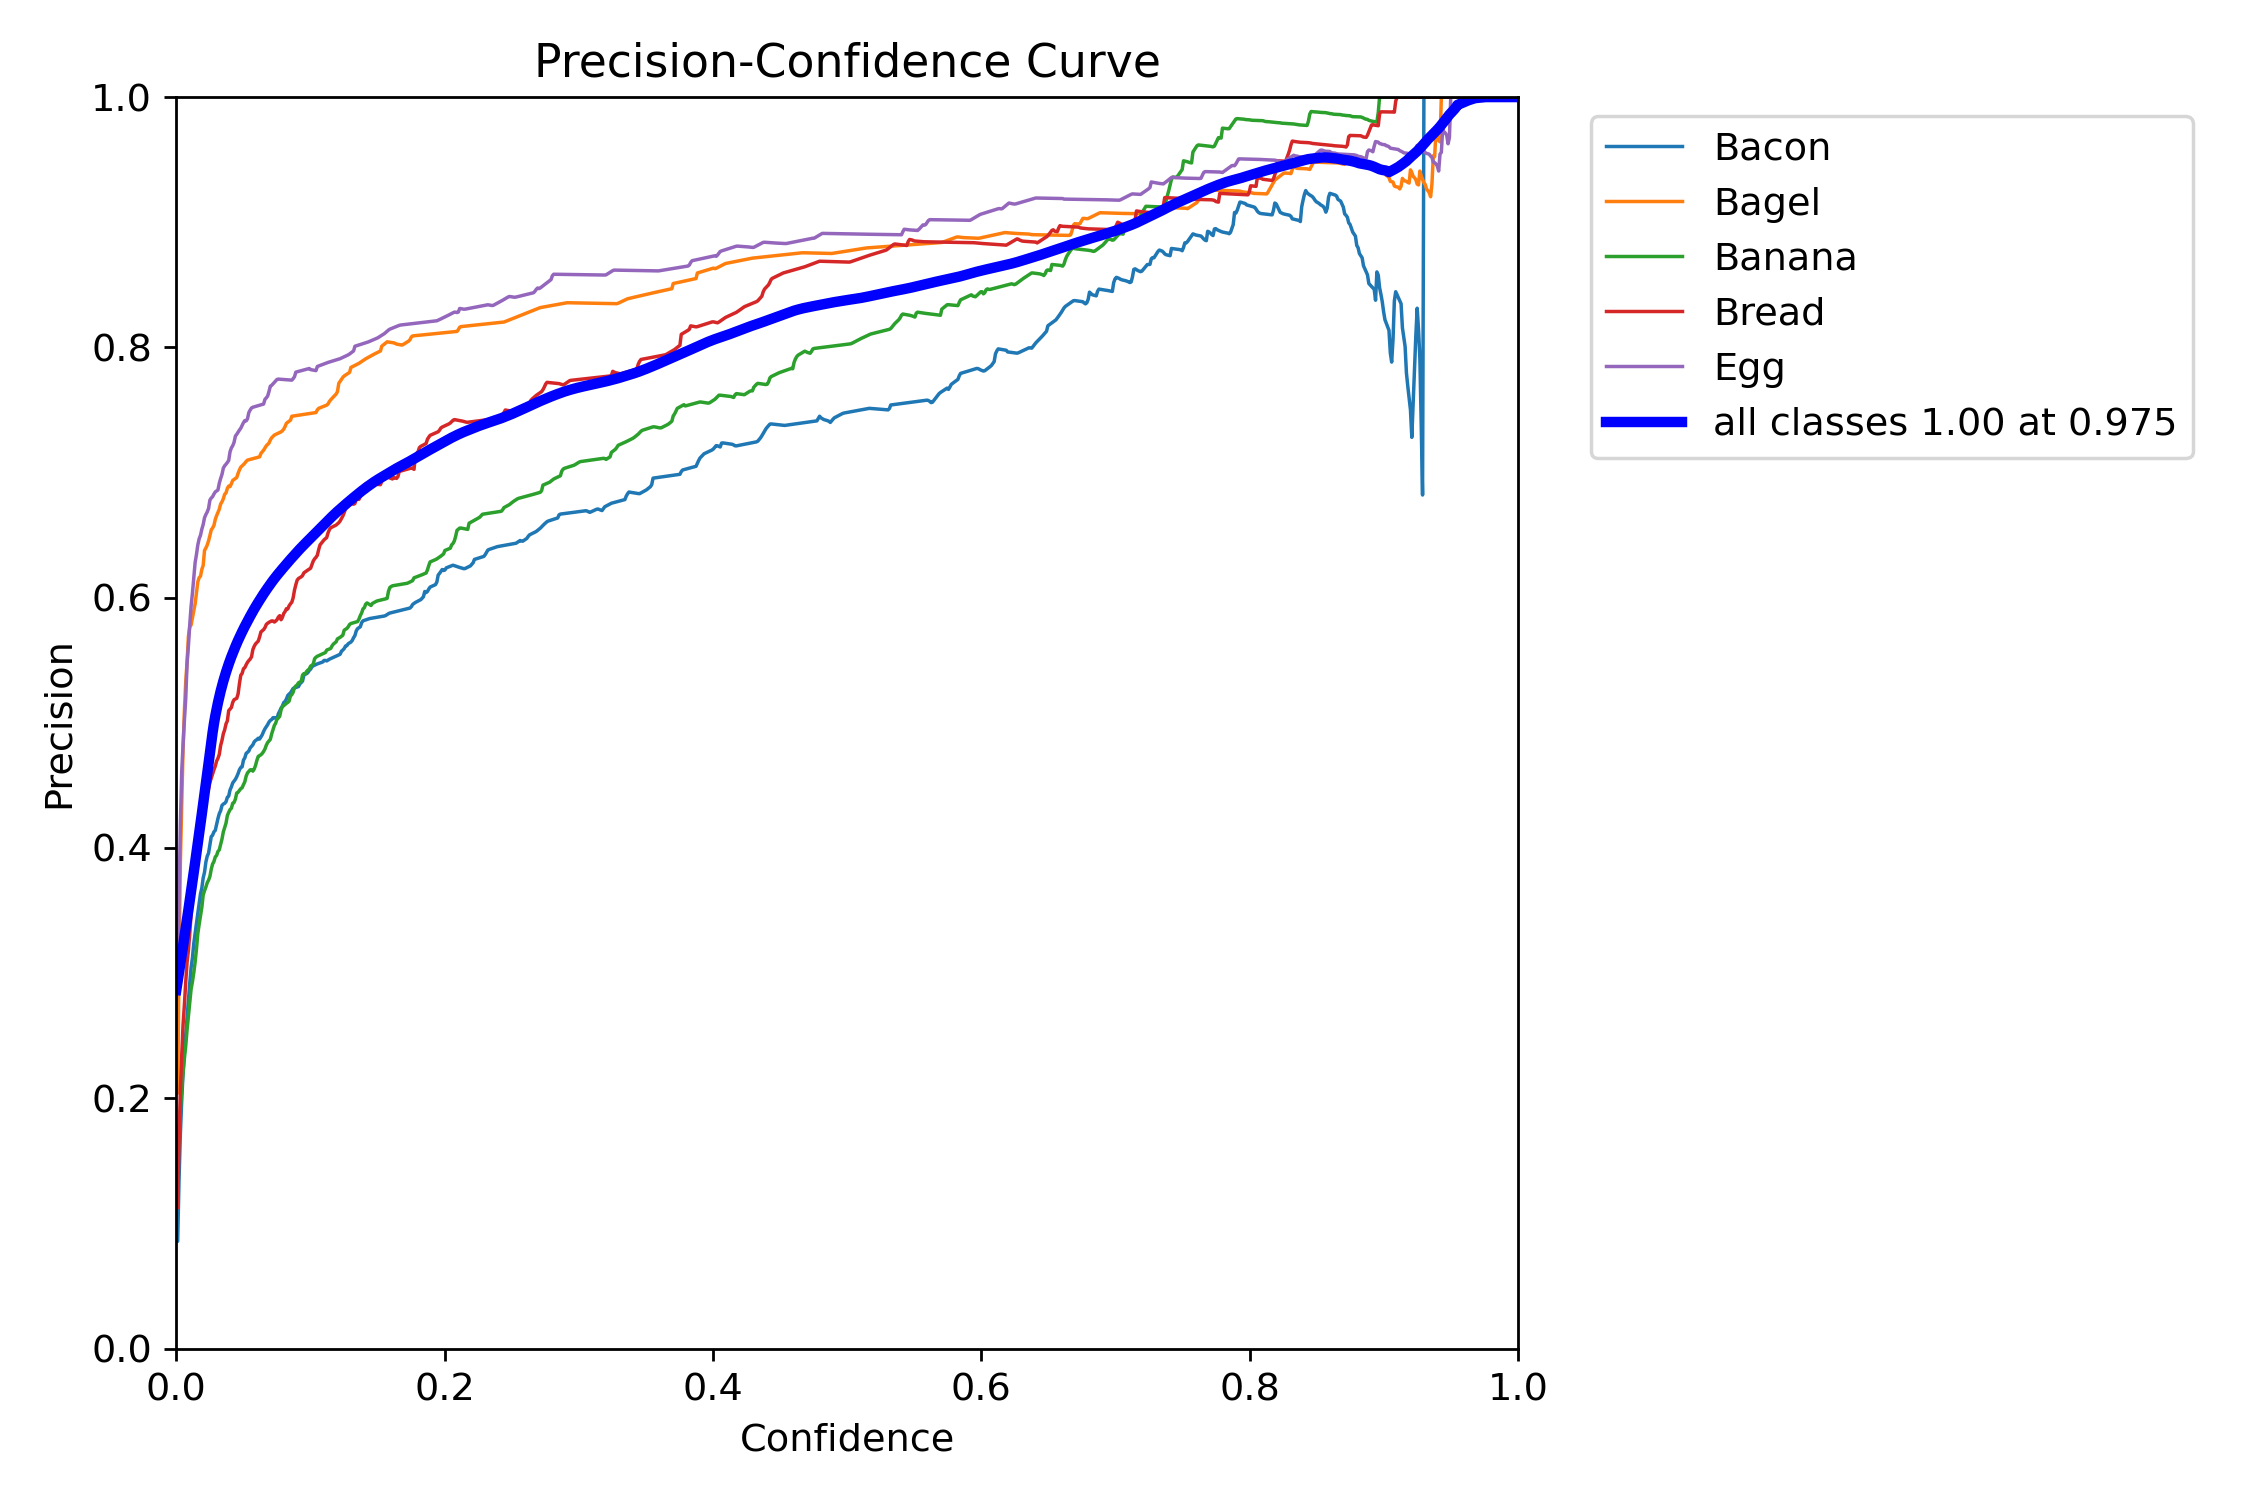 Precision-Confidence Curve
1.0
0.8
0.6
0.4
0.2
0.0
Precision
0.0 0.2 0.4 0.6 0.8 1.0
Confidence
Bacon
Bagel
Banana
Bread
Egg
all classes 1.00 at 0.975